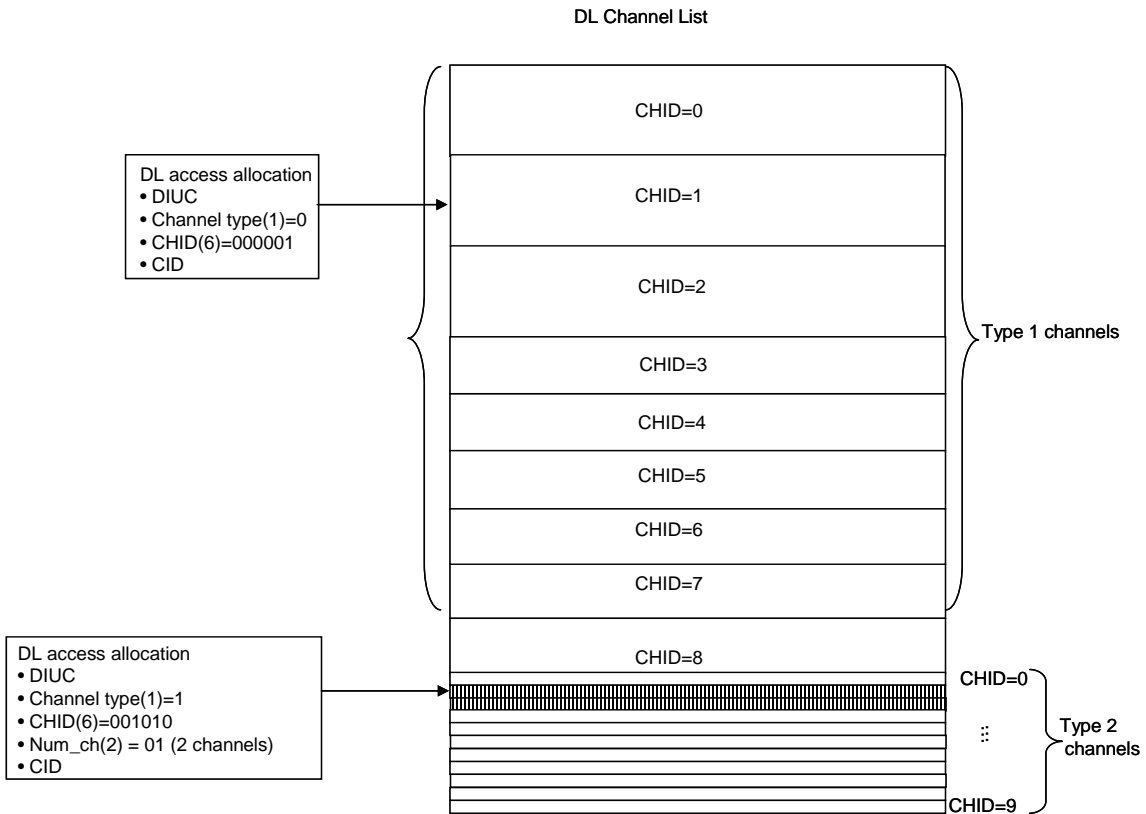 DL Channel List
CHID=0
DL access allocation
• DIUC
• Channel type(1)=0
• CHID(6)=000001
• CID
CHID=1
CHID=2
Type 1 channels
CHID=3
CHID=4
CHID=5
CHID=6
CHID=7
DL access allocation
• DIUC
• Channel type(1)=1
• CHID(6)=001010
• Num_ch(2) = 01 (2 channels)
• CID
CHID=8
CHID=0
...
Type 2
channels
CHID=9